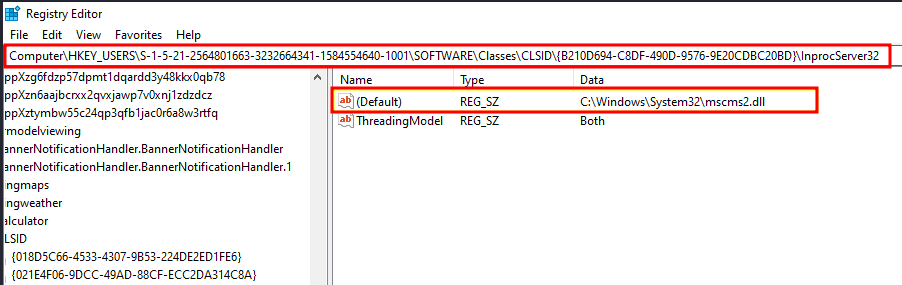 Registry Editor
File Edit View Favorites Help
Computer\HKEY_USERS\S-1-5-21-2564801663-3232664341-1584554640-1001\SOFTWARE\Classes\CLSID\{B210D694-C8DF-490D-9576-9E20CDBC20BD}\InprocServer32
ppXzg6fdzp57dpmt1dqardd3y48kkx0qb78
ppXzn6aajbcrxx2qvxjawp7v0xnj1zdzdcz
ppXztymbw55c24qp3qfb1jac0r6a8w3rtfq
rmodelviewing
annerNotificationHandler.BannerNotificationHandler
annerNotificationHandler.BannerNotificationHandler.1
ingmaps
ingweather
alculator
LSID
{018D5C66-4533-4307-9B53-224DE2ED1FE6}
{021E4F06-9DCC-49AD-88CF-ECC2DA314C8A}
Name Type Data
(Default) REG_SZ C:\Windows\System32\mscms2.dll
ThreadingModel REG_SZ Both